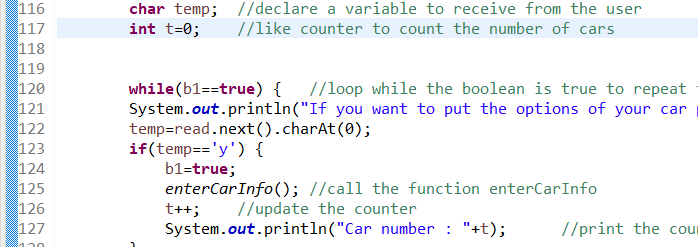 116 char temp; //declare a variable to receive from the user
117 int t=0; //like counter to count the number of cars
118
119
120 while(b1==true) { //loop while the boolean is true to repeat
121 System.out.println("If you want to put the options of your car
122 temp=read.next().charAt(0);
123 if(temp=='y') {
124 b1=true;
125 enterCarInfo(); //call the function enterCarInfo
126 t++; //update the counter
127 System.out.println("Car number : "+t); //print the cou